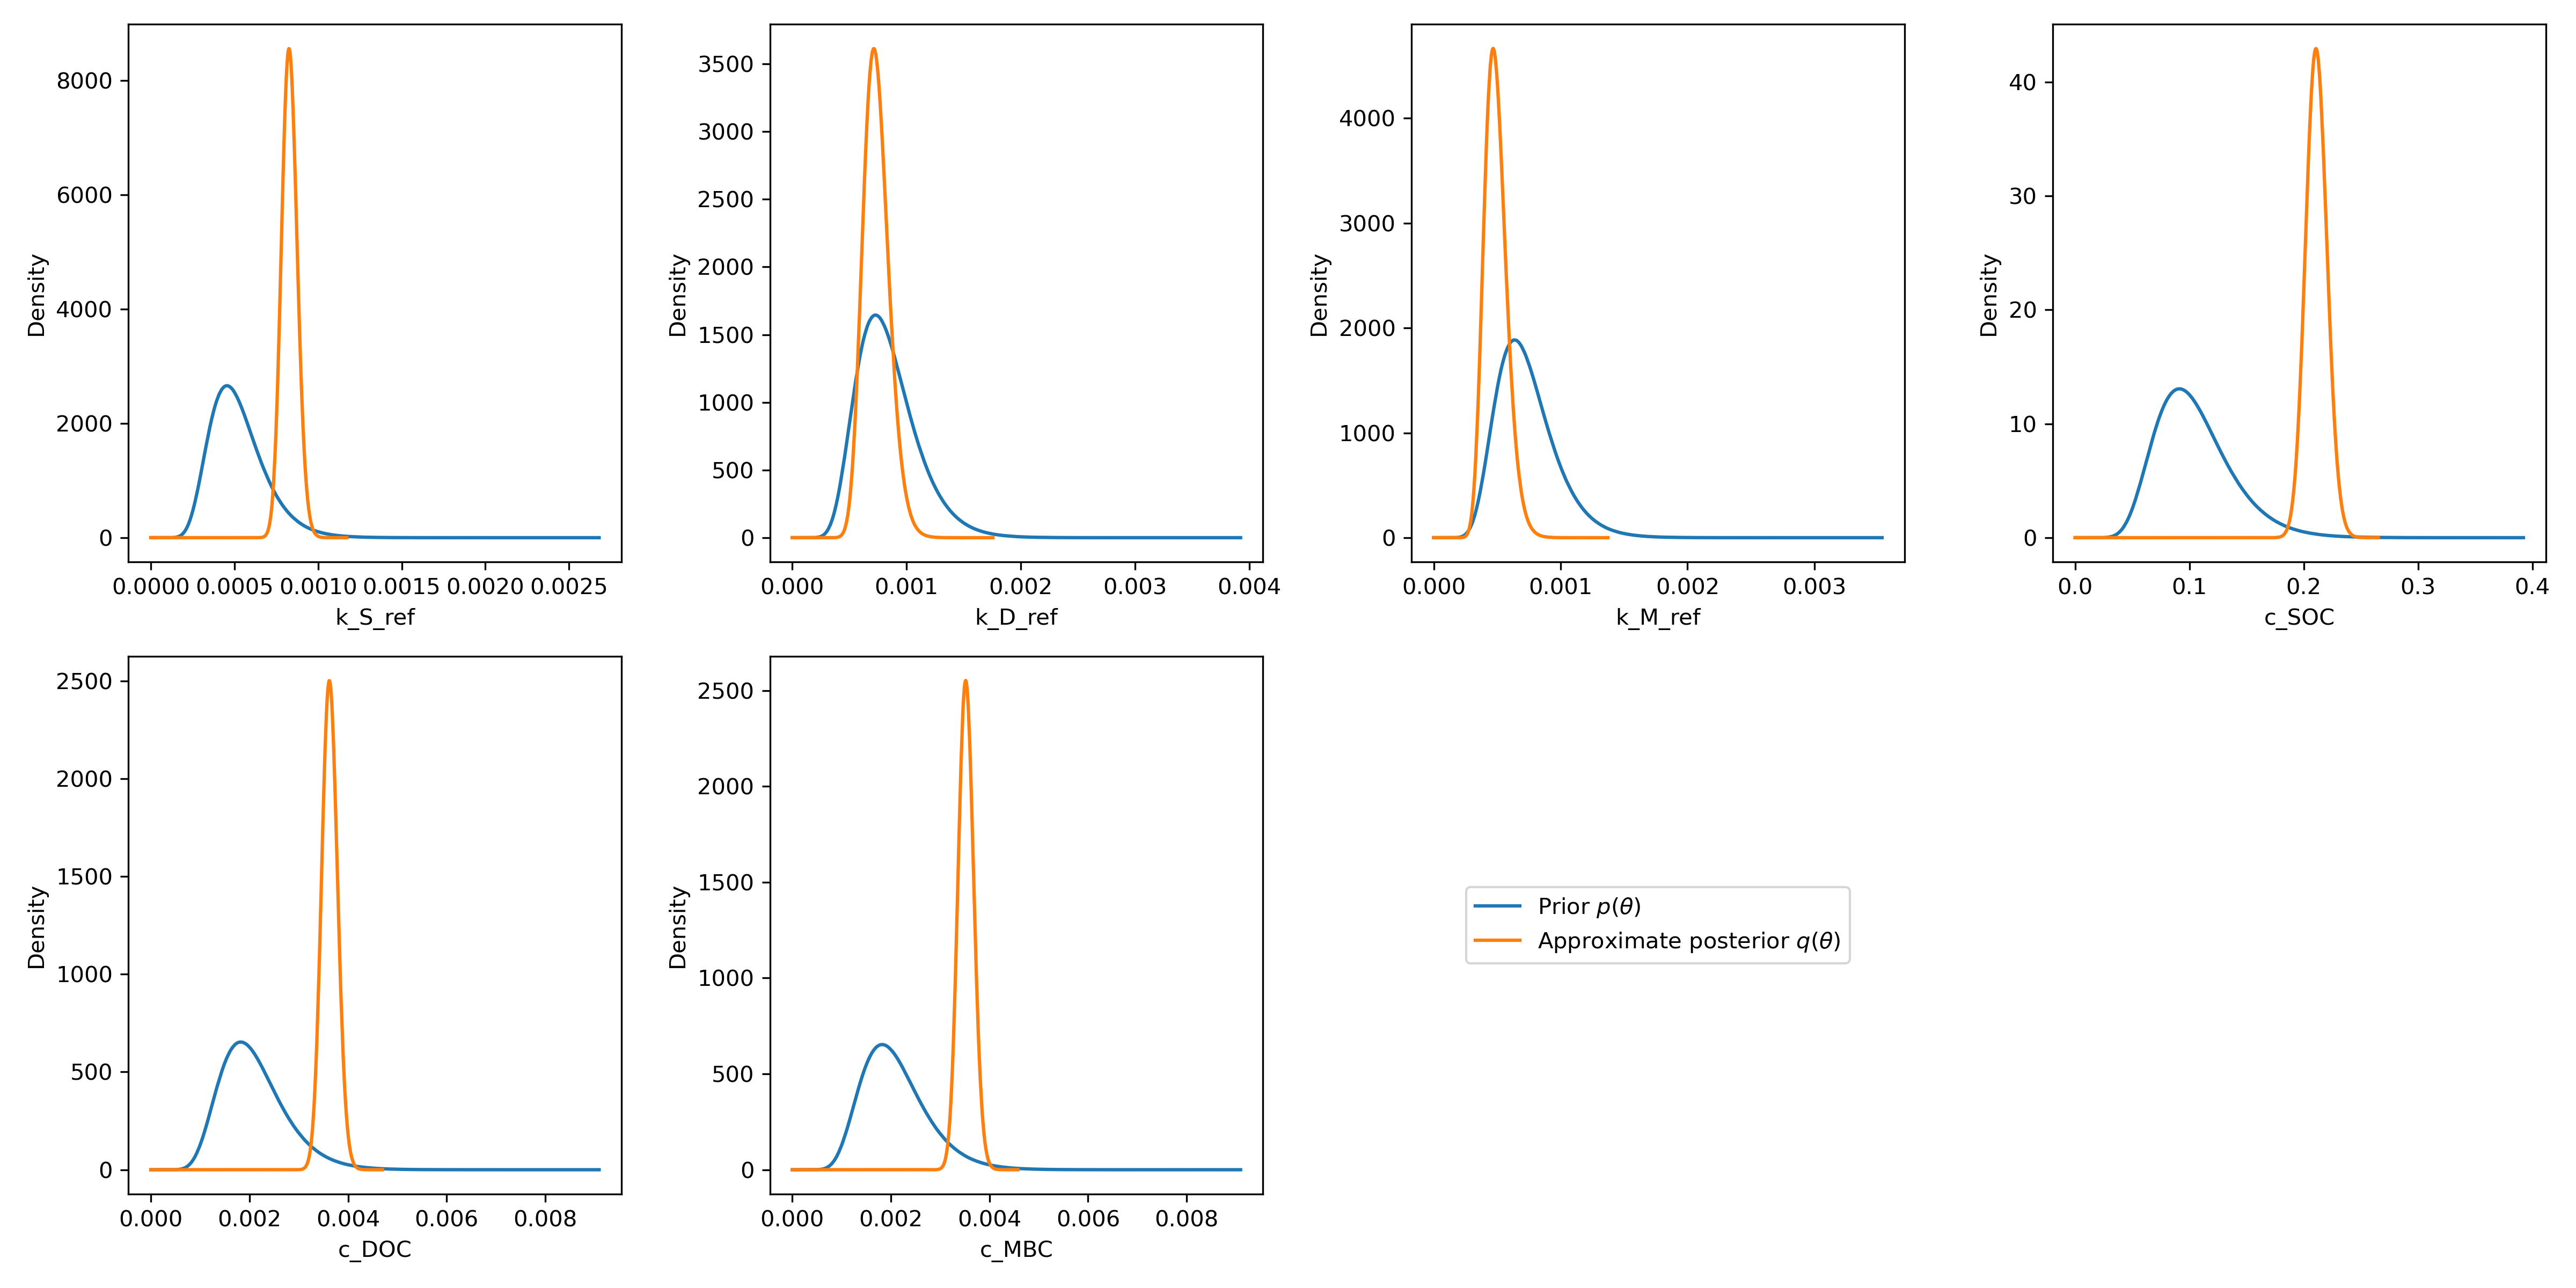 8000
6000
4000
2000
0
Density
0.0000 0.0005 0.0010 0.0015 0.0020 0.0025
k_S_ref
3500
3000
2500
2000
1500
1000
500
0
Density
0.000 0.001 0.002 0.003 0.004
k_D_ref
4000
3000
2000
1000
0
Density
0.000 0.001 0.002 0.003
k_M_ref
40
30
20
10
0
Density
0.0 0.1 0.2 0.3 0.4
c_SOC
2500
2000
1500
1000
500
0
Density
0.000 0.002 0.004 0.006 0.008
c_DOC
2500
2000
1500
1000
500
0
Density
0.000 0.002 0.004 0.006 0.008
c_MBC
Prior p(θ)
Approximate posterior q(θ)